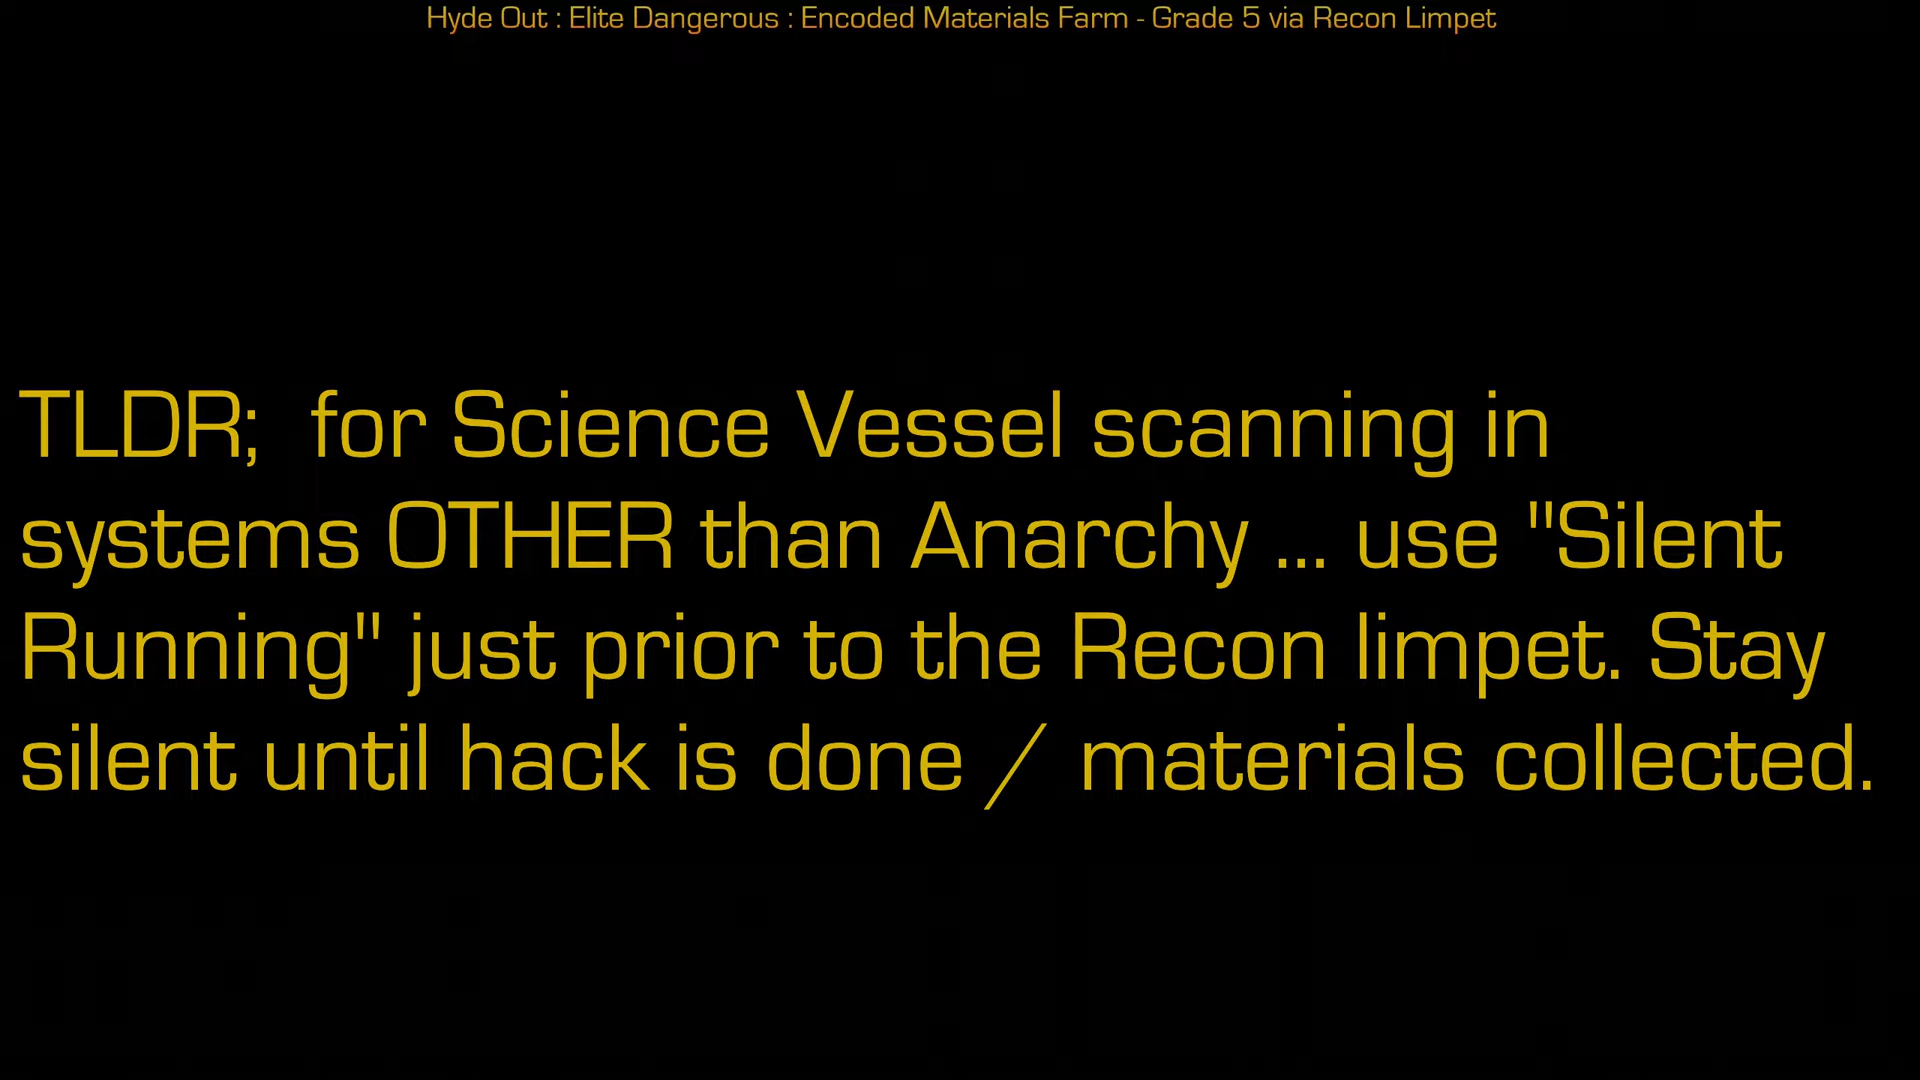 Hyde Out : Elite Dangerous : Encoded Materials Farm - Grade 5 via Recon Limpet
TLDR;  for Science Vessel scanning in
systems OTHER than Anarchy ... use "Silent
Running" just prior to the Recon limpet. Stay
silent until hack is done / materials collected.